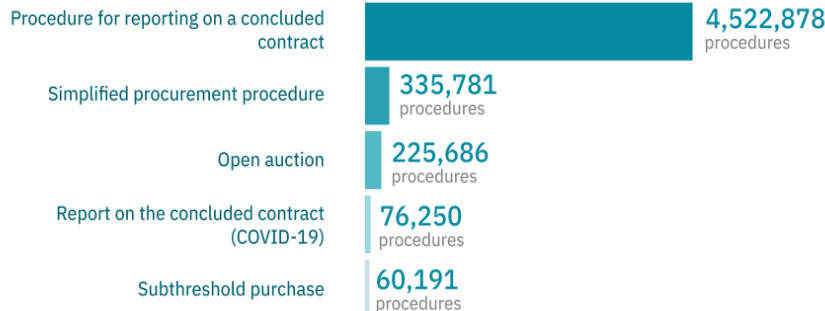 Procedure for reporting on a concluded
contract
4,522,878
procedures
Simplified procurement procedure
335,781
procedures
Open auction
225,686
procedures
Report on the concluded contract
(COVID-19)
76,250
procedures
Subthreshold purchase
60,191
procedures